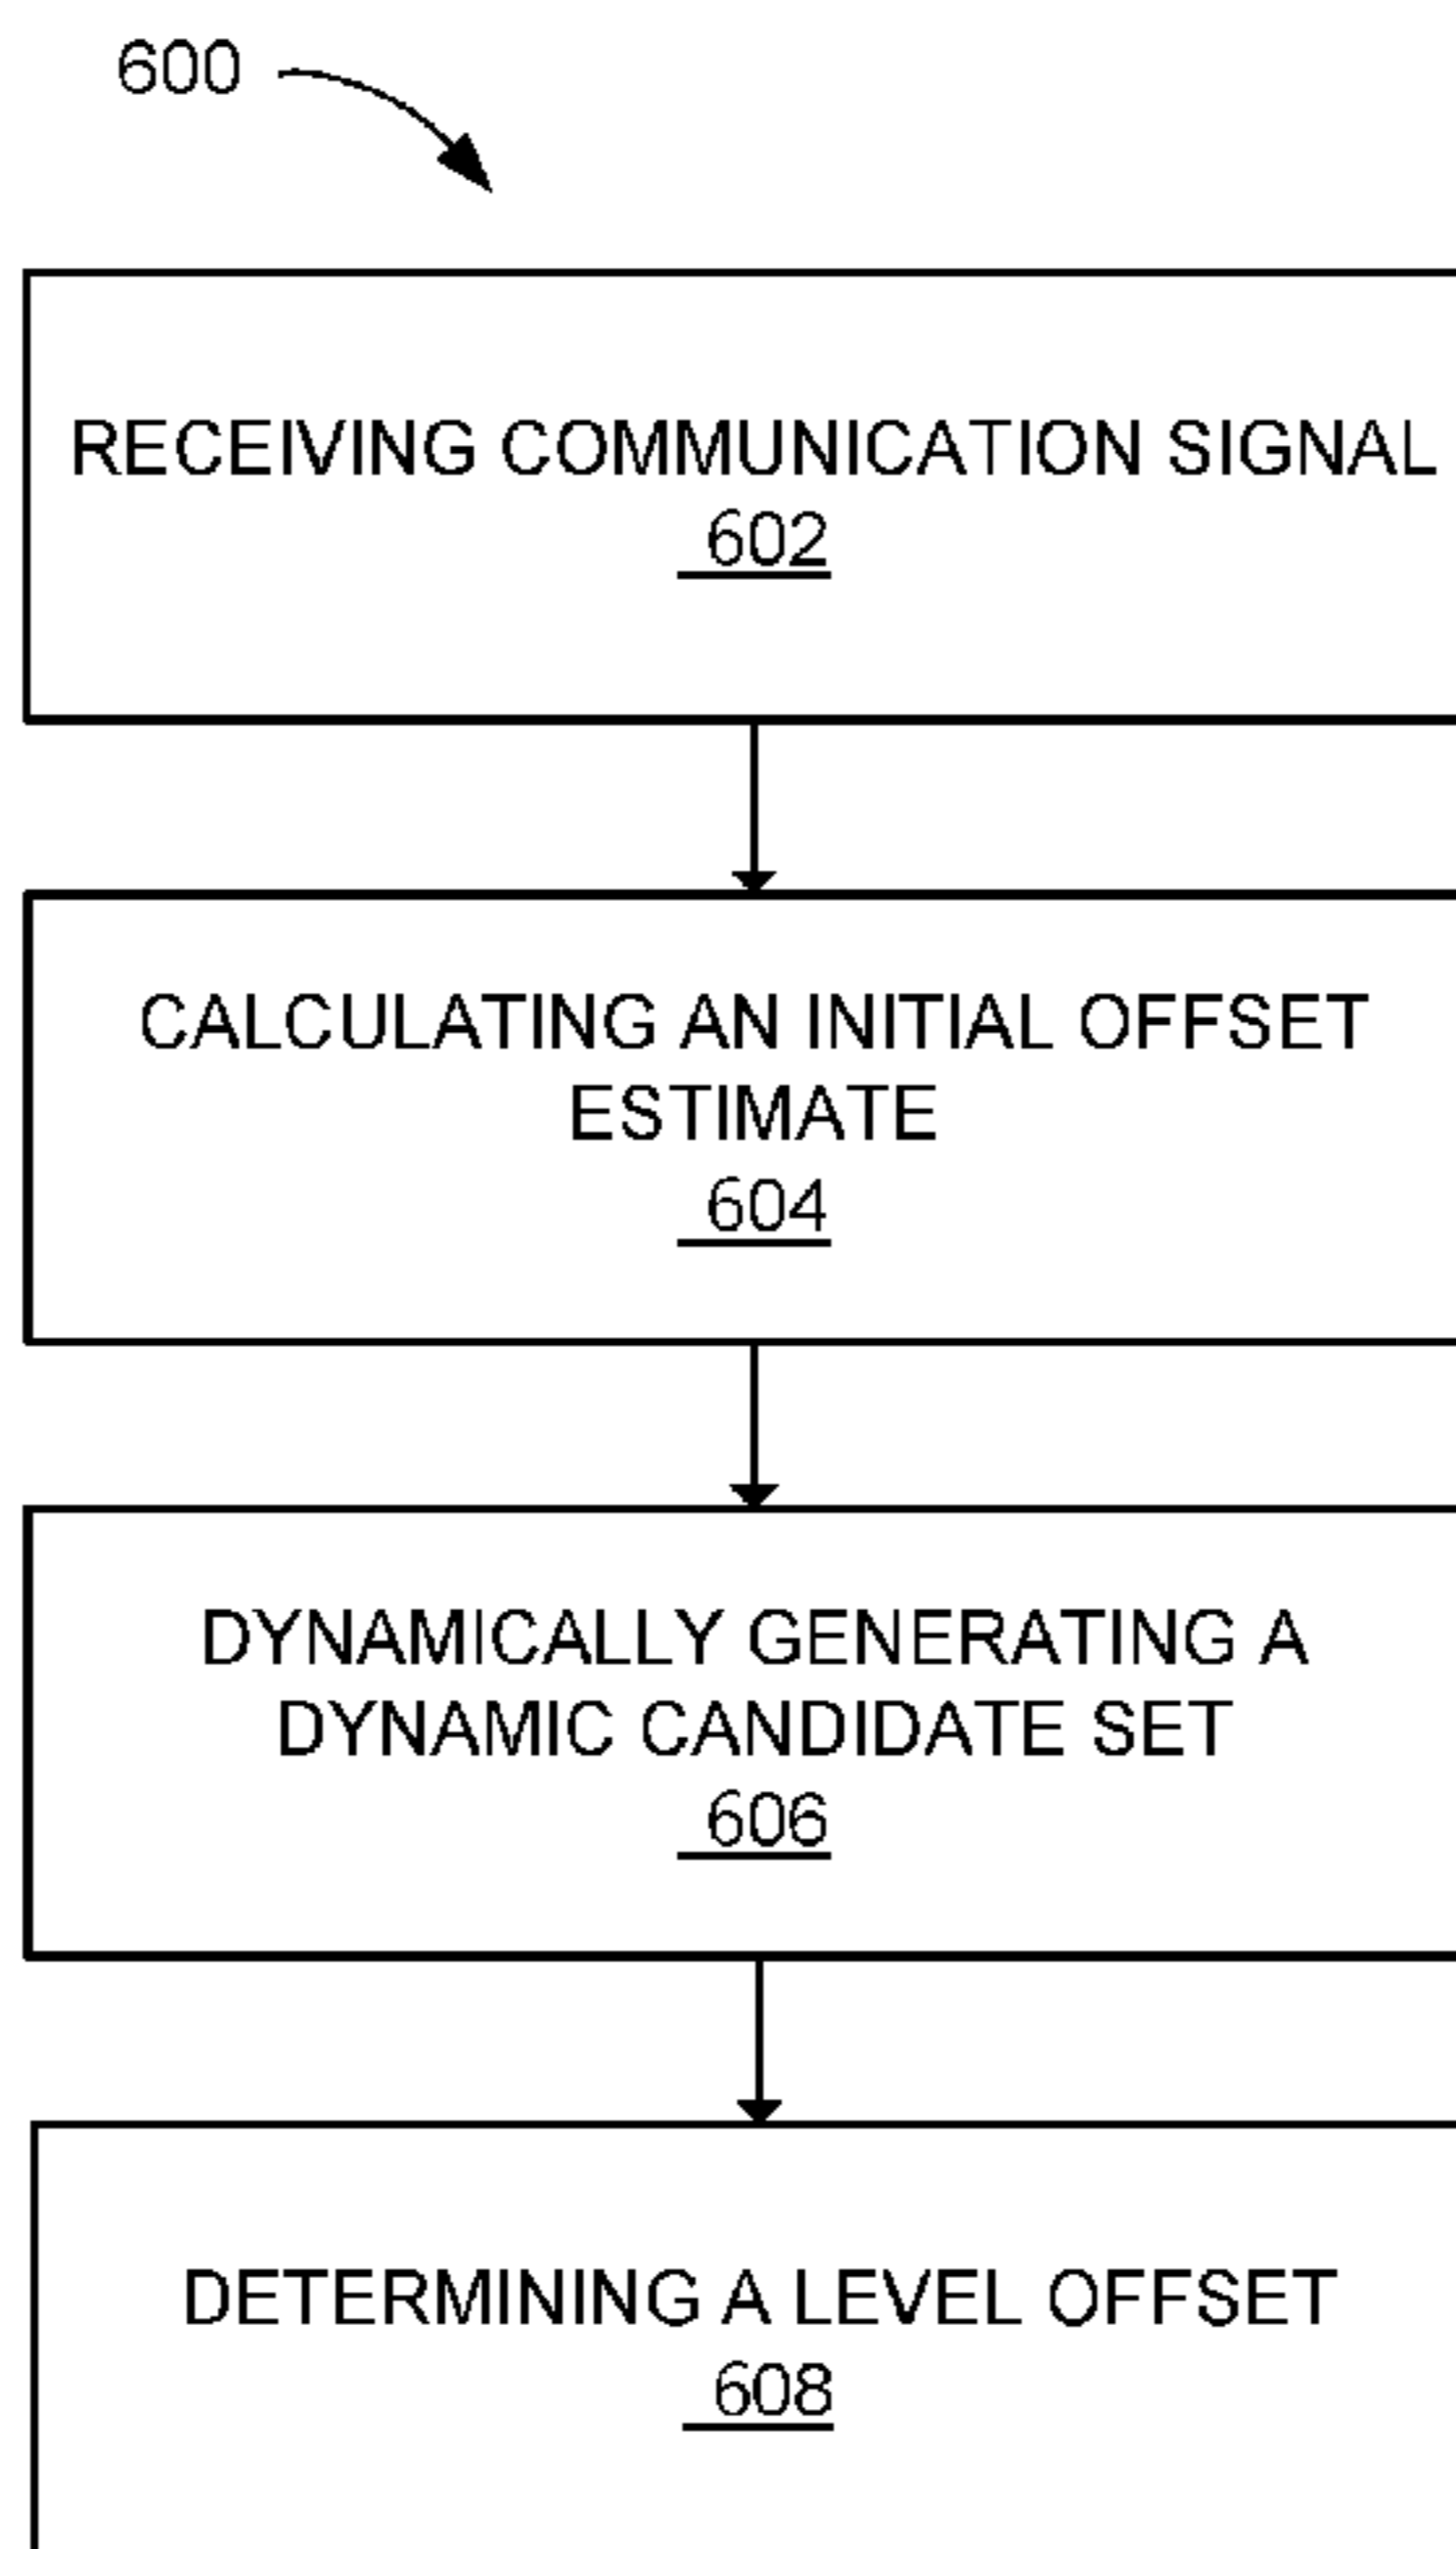 600
RECEIVING COMMUNICATION SIGNAL
602
CALCULATING AN INITIAL OFFSET
ESTIMATE
604
DYNAMICALLY GENERATING A
DYNAMIC CANDIDATE SET
606
DETERMINING A LEVEL OFFSET
608